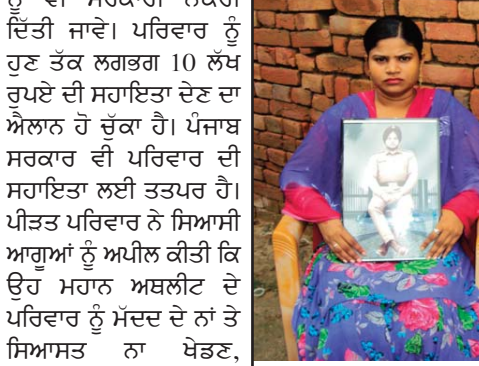 ਨੂੰ ਵੀ ਸਰਕਾਰੀ ਨੌਕਰੀ
ਦਿੱਤੀ ਜਾਵੇ। ਪਰਿਵਾਰ ਨੂੰ
ਹੁਣ ਤੱਕ ਲਗਭਗ 10 ਲੱਖ
ਰੁਪਏ ਦੀ ਸਹਾਇਤਾ ਦੇਣ ਦਾ
ਐਲਾਨ ਹੋ ਚੁੱਕਾ ਹੈ। ਪੰਜਾਬ
ਸਰਕਾਰ ਵੀ ਪਰਿਵਾਰ ਦੀ
ਸਹਾਇਤਾ ਲਈ ਤਤਪਰ ਹੈ।
ਪੀੜਤ ਪਰਿਵਾਰ ਨੇ ਸਿਆਸੀ
ਆਗੂਆਂ ਨੂੰ ਅਪੀਲ ਕੀਤੀ ਕਿ
ਉਹ ਮਹਾਨ ਅਥਲੀਟ ਦੇ
ਪਰਿਵਾਰ ਨੂੰ ਮੱਦਦ ਦੇ ਨਾਂ ਤੇ
ਸਿਆਸਤ ਨਾ ਖੇਡਣ,